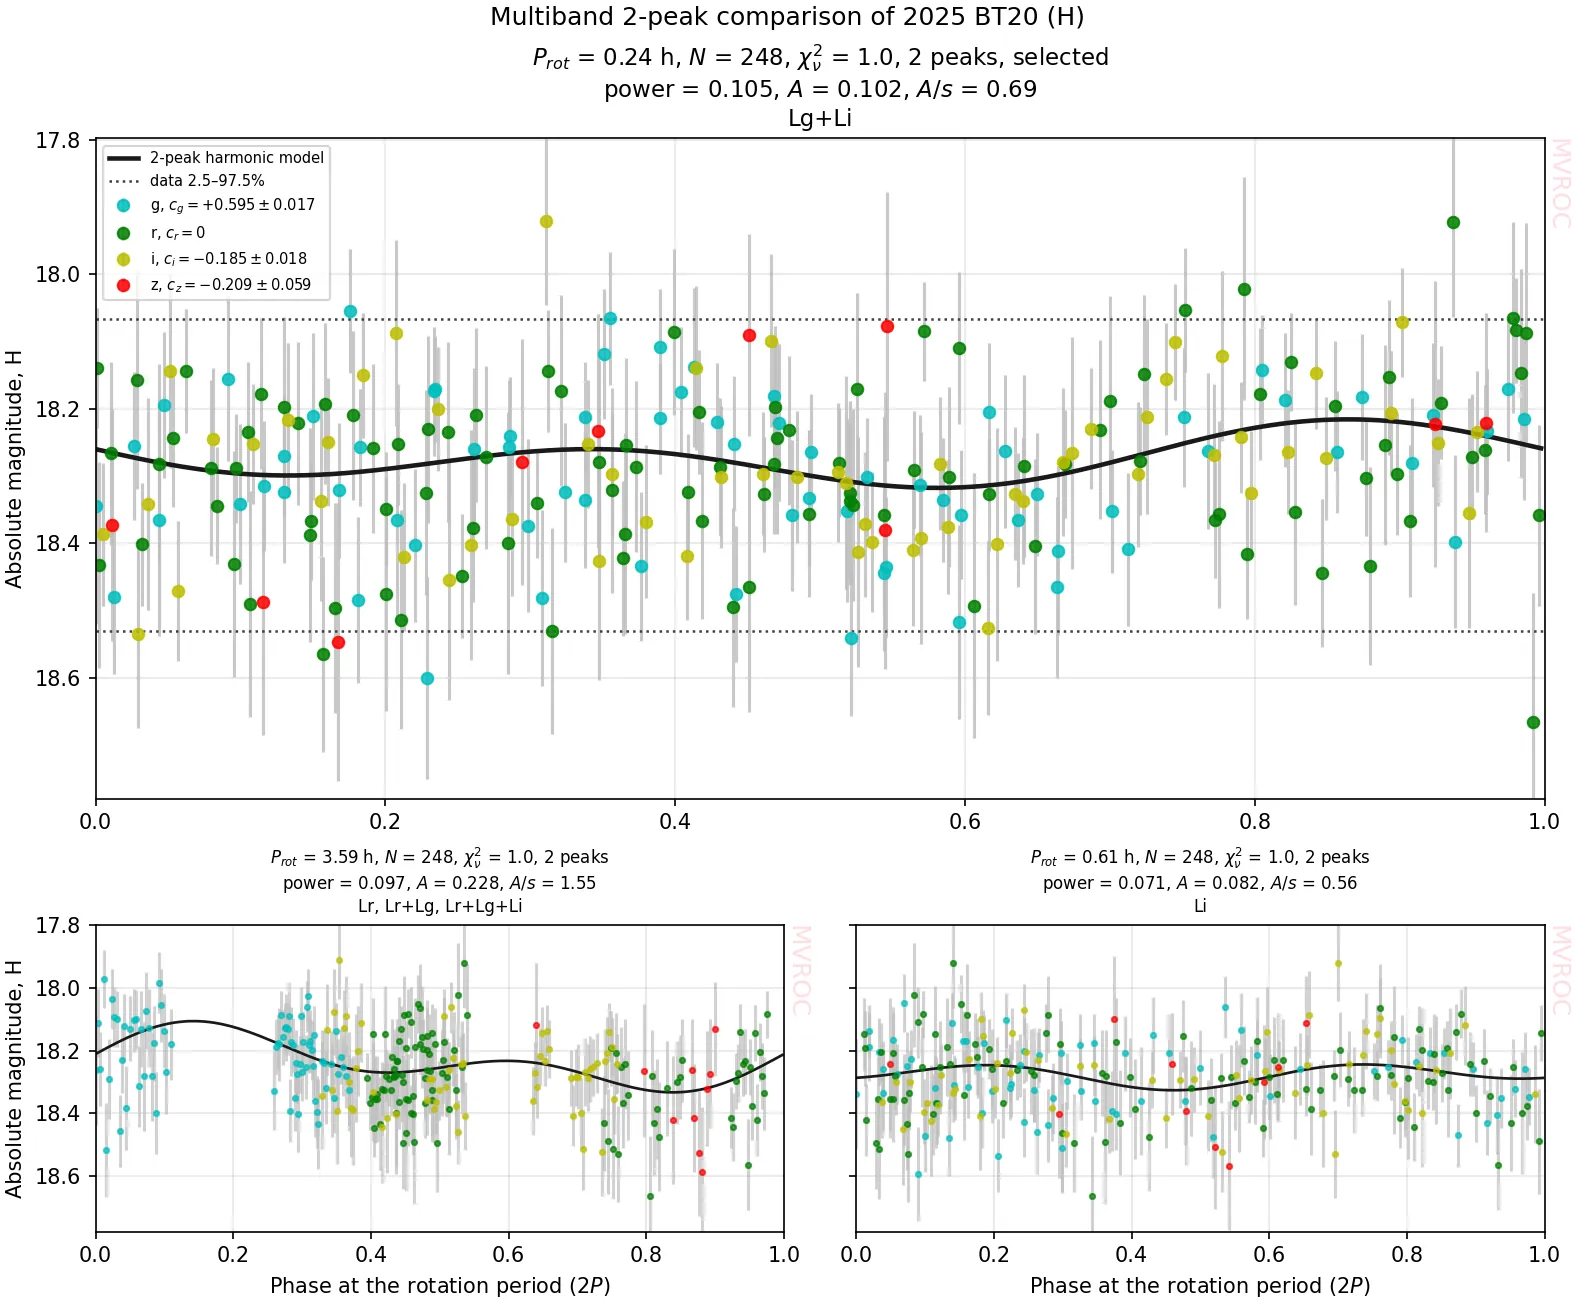 Multiband 2-peak comparison of 2025 BT20 (H)
P_rot = 0.24 h, N = 248, χ²_ν = 1.0, 2 peaks, selected
power = 0.105, A = 0.102, A/s = 0.69
Lg+Li
2-peak harmonic model
data 2.5–97.5%
g, c_g = +0.595 ± 0.017
r, c_r = 0
i, c_i = −0.185 ± 0.018
z, c_z = −0.209 ± 0.059
Absolute magnitude, H
17.8
18.0
18.2
18.4
18.6
0.0 0.2 0.4 0.6 0.8 1.0
MVROC
P_rot = 3.59 h, N = 248, χ²_ν = 1.0, 2 peaks
power = 0.097, A = 0.228, A/s = 1.55
Lr, Lr+Lg, Lr+Lg+Li
Absolute magnitude, H
17.8
18.0
18.2
18.4
18.6
0.0 0.2 0.4 0.6 0.8 1.0
Phase at the rotation period (2P)
MVROC
P_rot = 0.61 h, N = 248, χ²_ν = 1.0, 2 peaks
power = 0.071, A = 0.082, A/s = 0.56
Li
0.0 0.2 0.4 0.6 0.8 1.0
Phase at the rotation period (2P)
MVROC